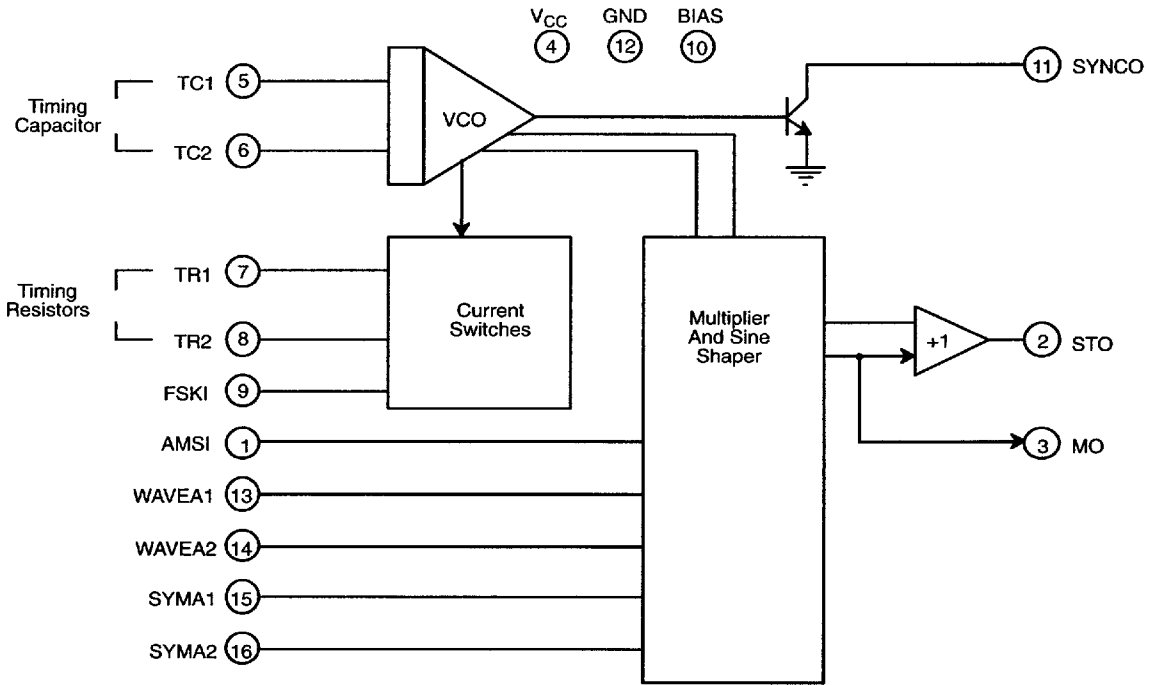 VCC GND BIAS
4 12 10
TC1 5
Timing
Capacitor
TC2 6
VCO
11 SYNCO
TR1 7
Timing
Resistors
TR2 8
FSKI 9
Current
Switches
Multiplier
And Sine
Shaper
+1
2 STO
3 MO
AMSI 1
WAVEA1 13
WAVEA2 14
SYMA1 15
SYMA2 16